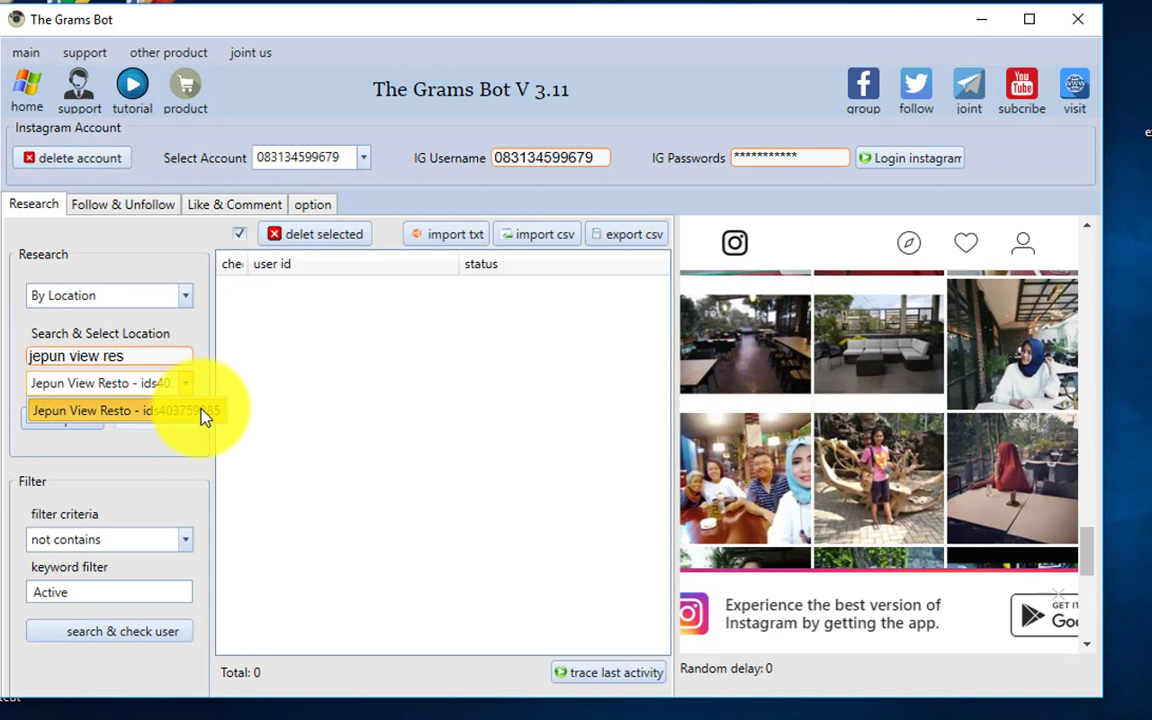 The Grams Bot
main support other product joint us
home support tutorial product
The Grams Bot V 3.11
group follow joint subcribe visit
You Tube
Instagram Account
delete account
Select Account 083134599679
IG Username 083134599679
IG Passwords ***********
Login instagram
Research Follow & Unfollow Like & Comment option
delet selected import txt import csv export csv
Research
user id status
By Location
Search & Select Location
jepun view res
Jepun View Resto - ids40
Jepun View Resto -
Filter
filter criteria
not contains
keyword filter
Active
search & check user
Total: 0
trace last activity
Experience the best version of
Instagram by getting the app.
GET IT
Random delay: 0